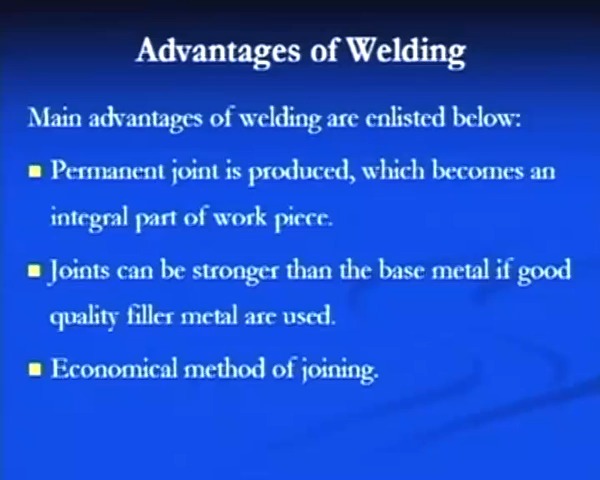 Advantages of Welding
Main advantages of welding are enlisted below:
Permanent joint is produced, which becomes an
integral part of work piece.
Joints can be stronger than the base metal if good
quality filler metal are used.
Economical method of joining.